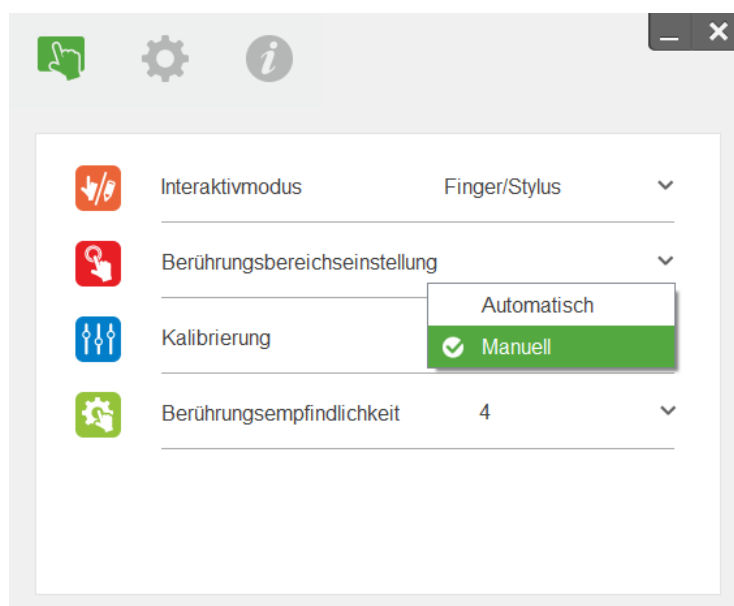 Interaktivmodus Finger/Stylus
Berührungsbereichseinstellung
Automatisch
Kalibrierung
Manuell
Berührungsempfindlichkeit 4